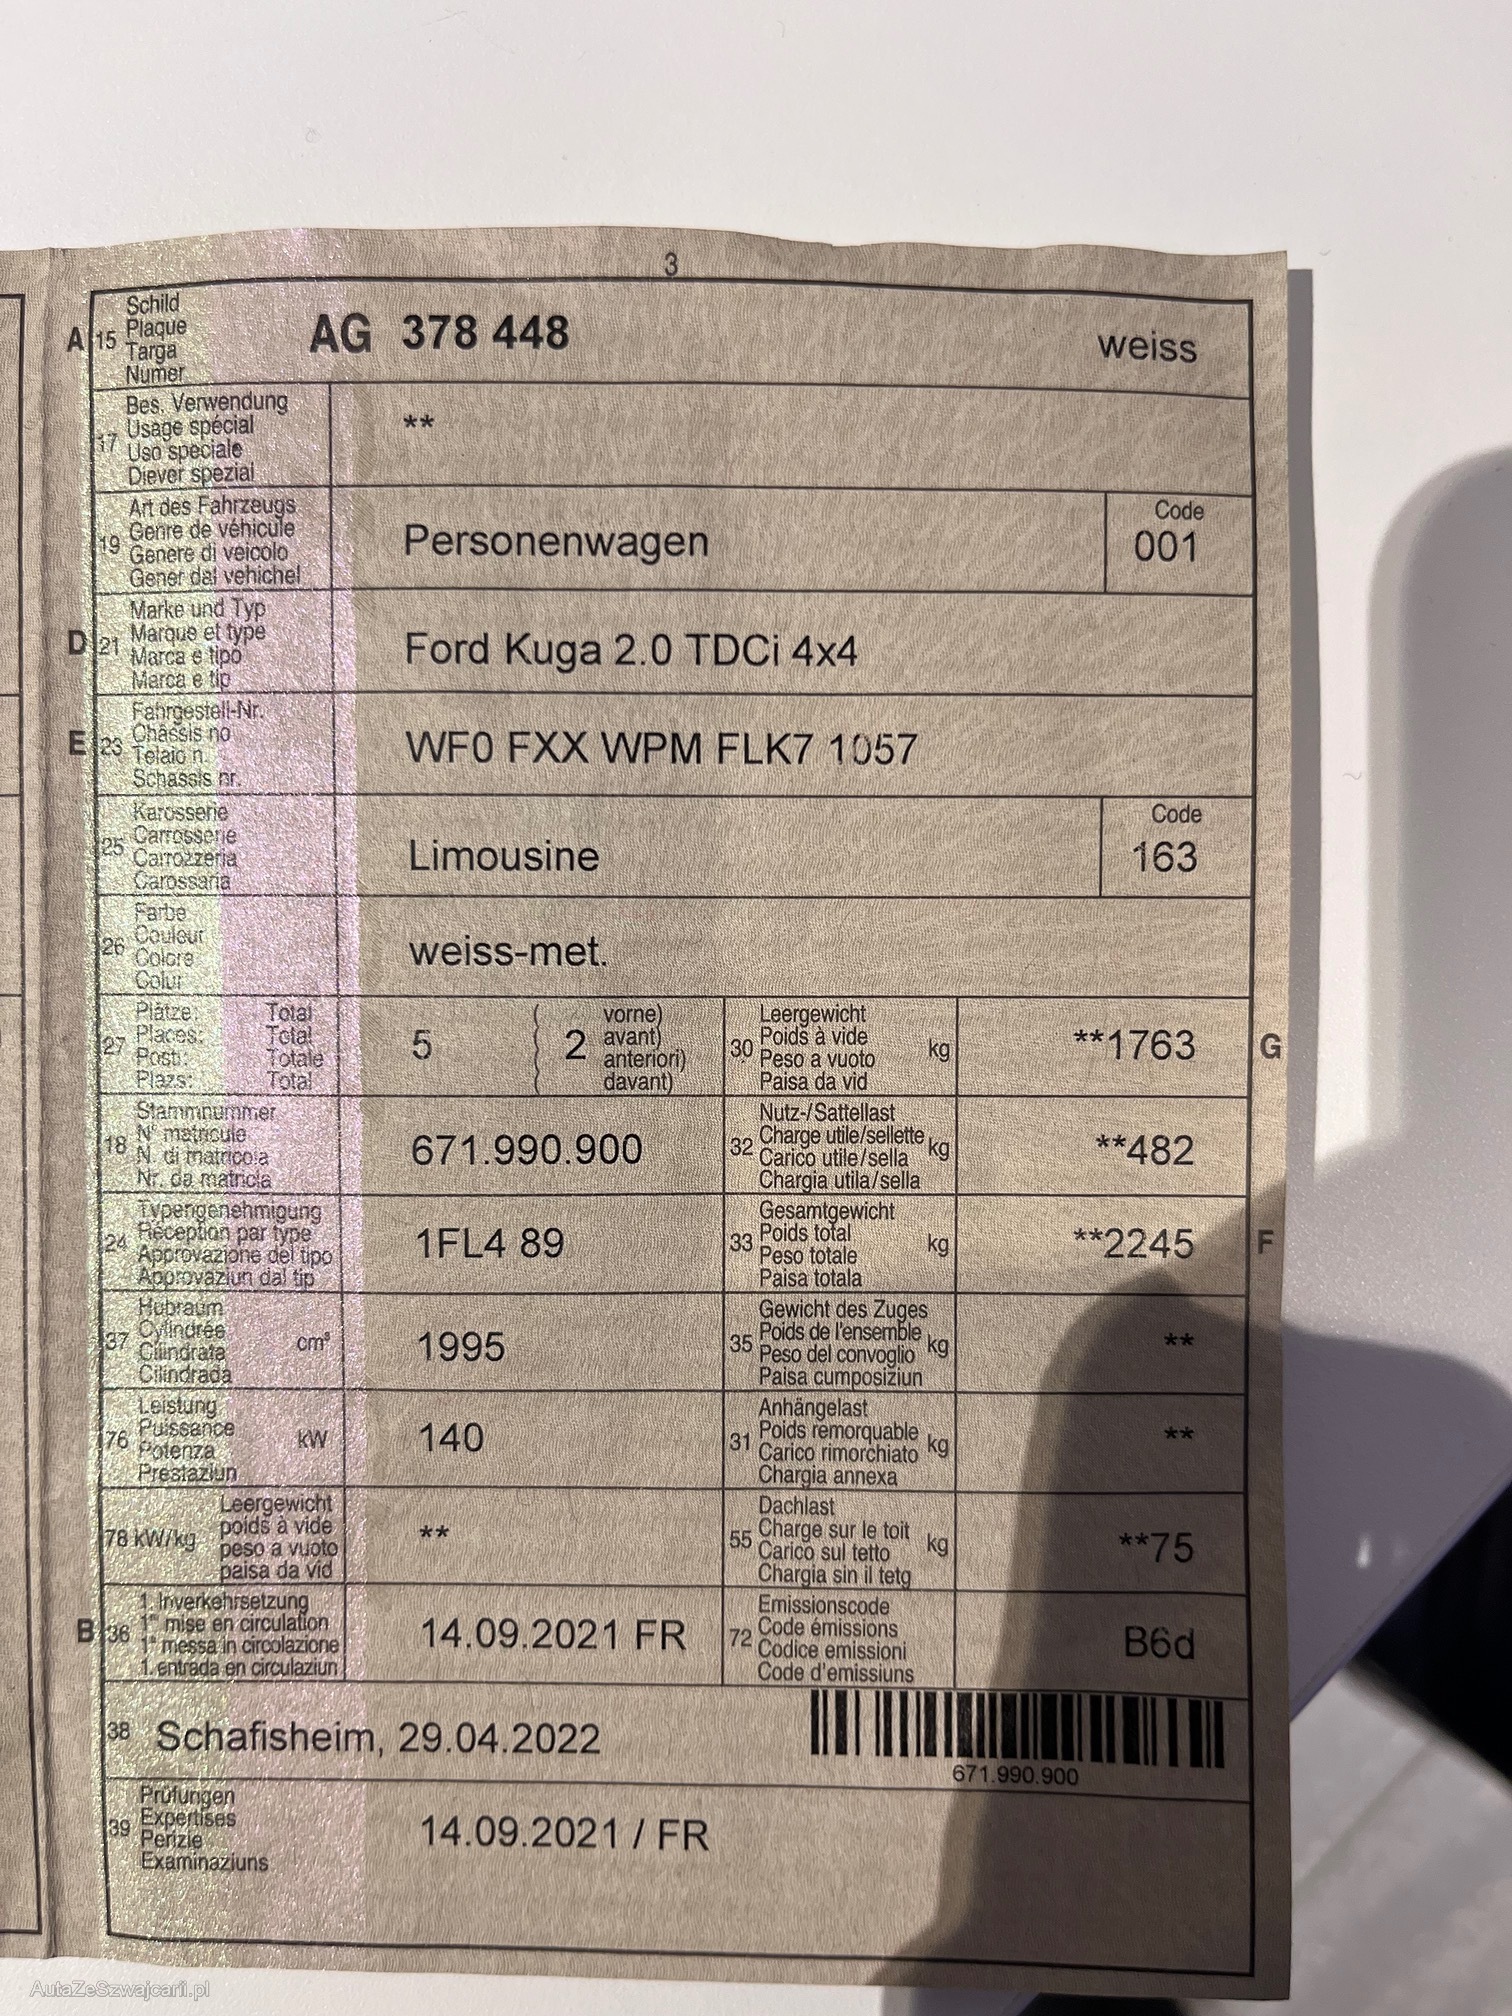 3
A 15 Schild
Plaque
Targa
Numer
AG 378 448 weiss
17 Bes. Verwendung
Usage spécial
Uso speciale
Diever spezial
**
19 Art des Fahrzeugs
Genre de véhicule
Genere di veicolo
Gener dal vehichel
Personenwagen
Code
001
D 21 Marke und Typ
Marque et type
Marca e tipo
Marca e tip
Ford Kuga 2.0 TDCi 4x4
E 23 Fahrgestell-Nr.
Châssis no
Telaio n.
Schassis nr.
WF0 FXX WPM FLK7 1057
25 Karosserie
Carrosserie
Carrozzeria
Carossaria
Limousine
Code
163
26 Farbe
Couleur
Colore
Colur
weiss-met.
27 Plätze: Total
Places: Total
Posti: Totale
Plazs: Total
5 ( 2 vorne)
avant)
anteriori)
davant)
30 Leergewicht
Poids à vide
Peso a vuoto
Paisa da vid
kg
**1763 G
18 Stammnummer
N° matricule
N. di matricola
Nr. da matricla
671.990.900
32 Nutz-/Sattellast
Charge utile/sellette
Carico utile/sella
Chargia utila/sella
kg
**482
24 Typengenehmigung
Réception par type
Approvazione del tipo
Approvaziun dal tip
1FL4 89
33 Gesamtgewicht
Poids total
Peso totale
Paisa totala
kg
**2245 F
37 Hubraum
Cylindrée
Cilindrata
Cilindrada
cm³
1995
35 Gewicht des Zuges
Poids de l'ensemble
Peso del convoglio
Paisa cumposiziun
kg
**
76 Leistung
Puissance
Potenza
Prestaziun
kW
140
31 Anhängelast
Poids remorquable
Carico rimorchiato
Chargia annexa
kg
**
78 kW/kg Leergewicht
poids à vide
peso a vuoto
paisa da vid
**
55 Dachlast
Charge sur le toit
Carico sul tetto
Chargia sin il tetg
kg
**75
B 36 1. Inverkehrsetzung
1re mise en circulation
1a messa in circolazione
1. entrada en circulaziun
14.09.2021 FR
72 Emissionscode
Code émissions
Codice emissioni
Code d'emissiuns
B6d
38 Schafisheim, 29.04.2022
671.990.900
39 Prüfungen
Expertises
Perizie
Examinaziuns
14.09.2021 / FR
AutaZeSzwajcarii.pl